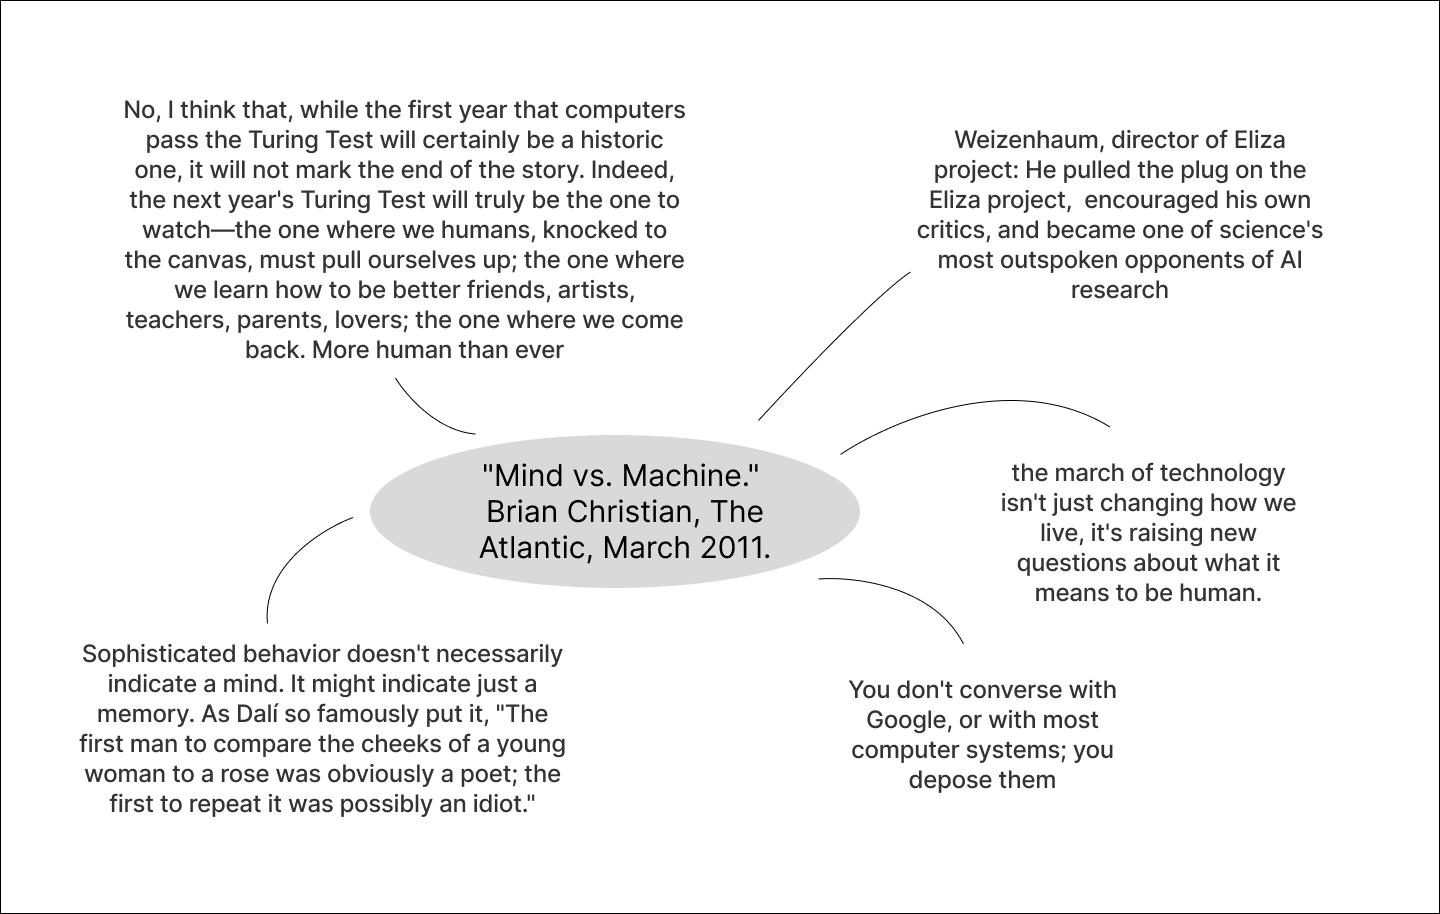 No, I think that, while the first year that computers
pass the Turing Test will certainly be a historic
one, it will not mark the end of the story. Indeed,
the next year's Turing Test will truly be the one to
watch—the one where we humans, knocked to
the canvas, must pull ourselves up; the one where
we learn how to be better friends, artists,
teachers, parents, lovers; the one where we come
back. More human than ever
Weizenhaum, director of Eliza
project: He pulled the plug on the
Eliza project,  encouraged his own
critics, and became one of science's
most outspoken opponents of AI
research
"Mind vs. Machine."
Brian Christian, The
Atlantic, March 2011.
the march of technology
isn't just changing how we
live, it's raising new
questions about what it
means to be human.
Sophisticated behavior doesn't necessarily
indicate a mind. It might indicate just a
memory. As Dalí so famously put it, "The
first man to compare the cheeks of a young
woman to a rose was obviously a poet; the
first to repeat it was possibly an idiot."
You don't converse with
Google, or with most
computer systems; you
depose them